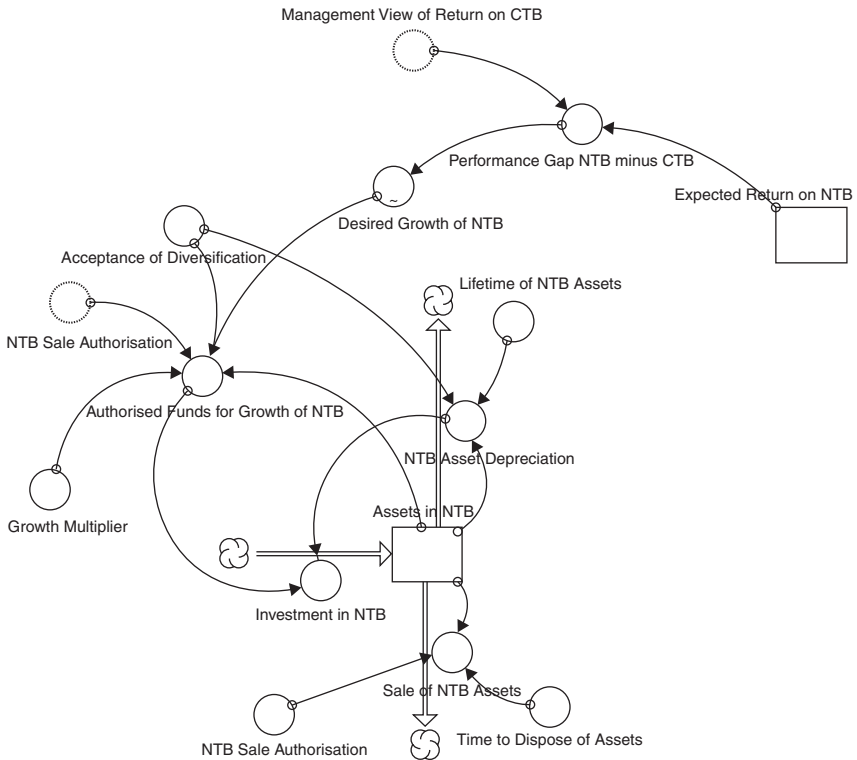 Management View of Return on CTB
Performance Gap NTB minus CTB
Expected Return on NTB
~
Desired Growth of NTB
Acceptance of Diversification
Lifetime of NTB Assets
NTB Sale Authorisation
Authorised Funds for Growth of NTB
NTB Asset Depreciation
Assets in NTB
Growth Multiplier
Investment in NTB
Sale of NTB Assets
Time to Dispose of Assets
NTB Sale Authorisation